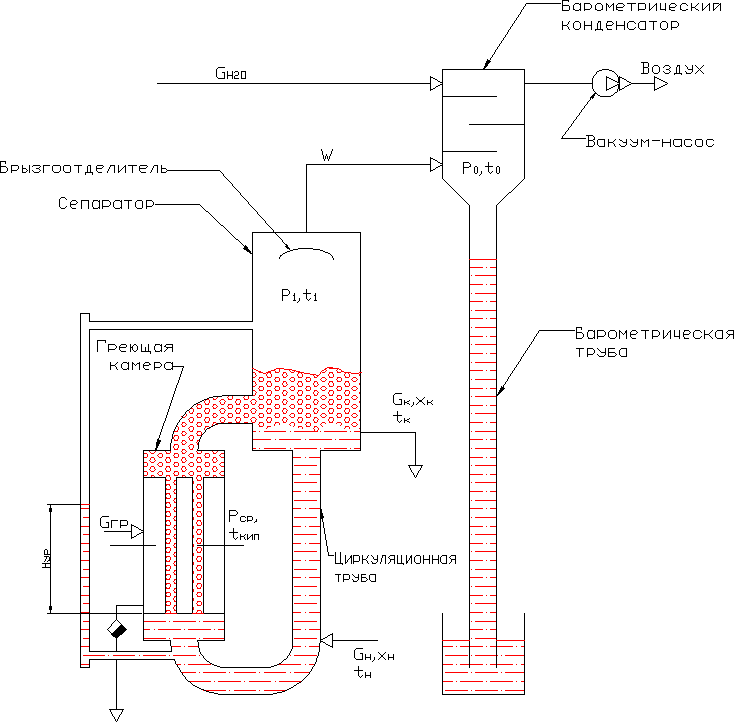 Барометрический
конденсатор
GH2O
Воздух
Вакуум-насос
W
P0,t0
Брызгоотделитель
Сепаратор
P1,t1
Греющая
камера
Барометрическая
труба
Gк,xк
tк
Gгр
Pср,
tкип
Hур
Циркуляционная
труба
Gн,xн
tн